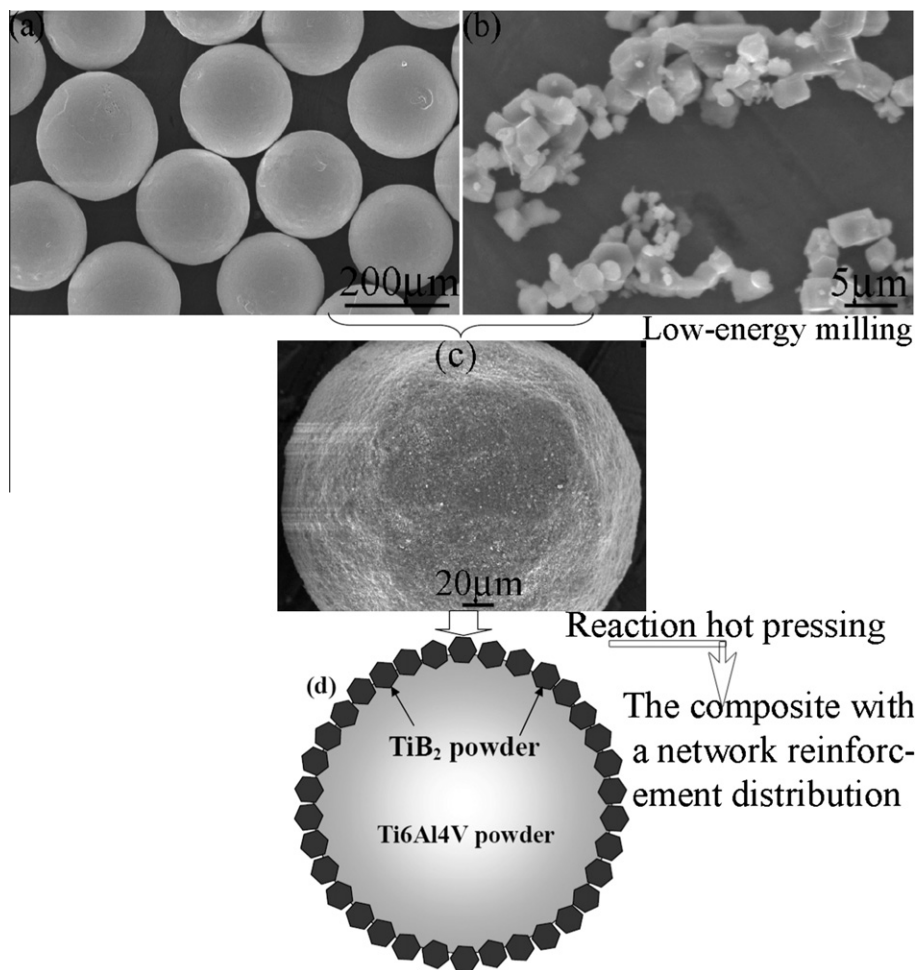 (a)
(b)
200μm
5μm
Low-energy milling
(c)
20μm
Reaction hot pressing
(d)
The composite with
a network reinforc-
ement distribution
TiB₂ powder
Ti6Al4V powder